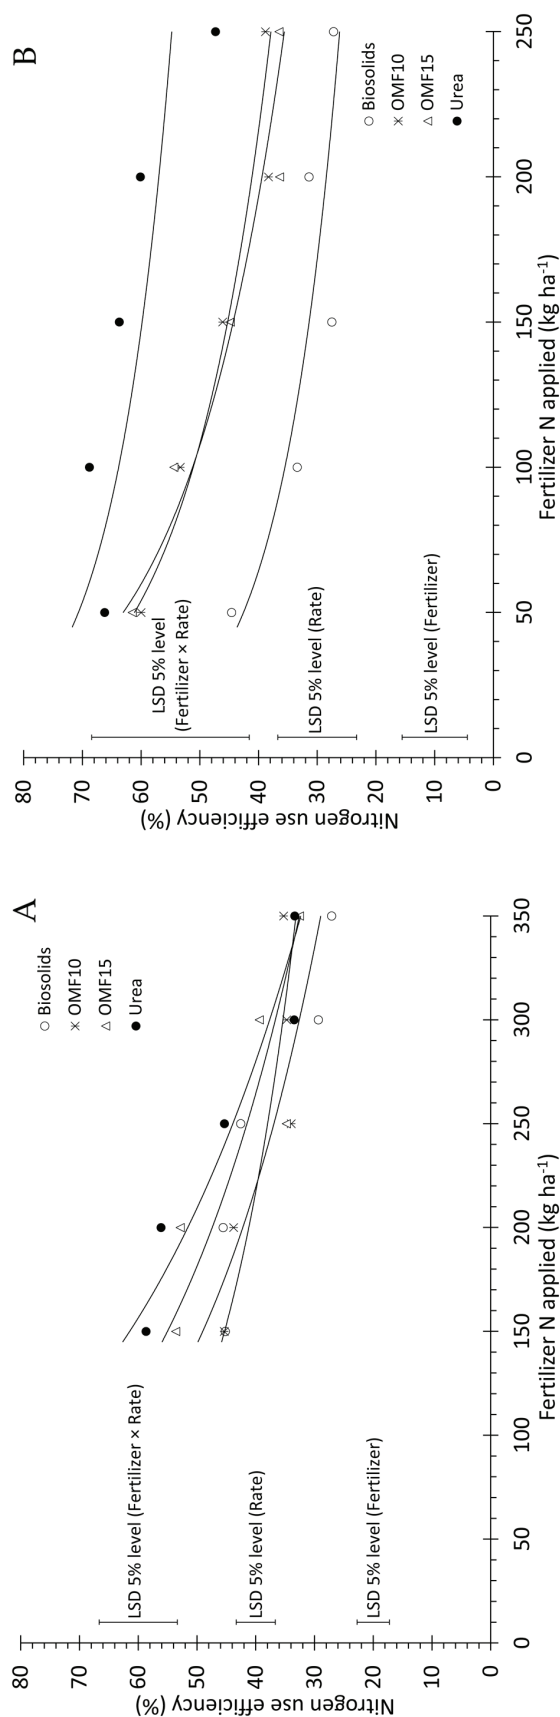 A
Biosolids
OMF10
OMF15
Urea
LSD 5% level (Fertilizer × Rate)
LSD 5% level (Rate)
LSD 5% level (Fertilizer)
Nitrogen use efficiency (%)
80
70
60
50
40
30
20
10
0
0 50 100 150 200 250 300 350
Fertilizer N applied (kg ha-1)
B
LSD 5% level
(Fertilizer × Rate)
LSD 5% level (Rate)
LSD 5% level (Fertilizer)
Biosolids
OMF10
OMF15
Urea
Nitrogen use efficiency (%)
80
70
60
50
40
30
20
10
0
0 50 100 150 200 250
Fertilizer N applied (kg ha-1)